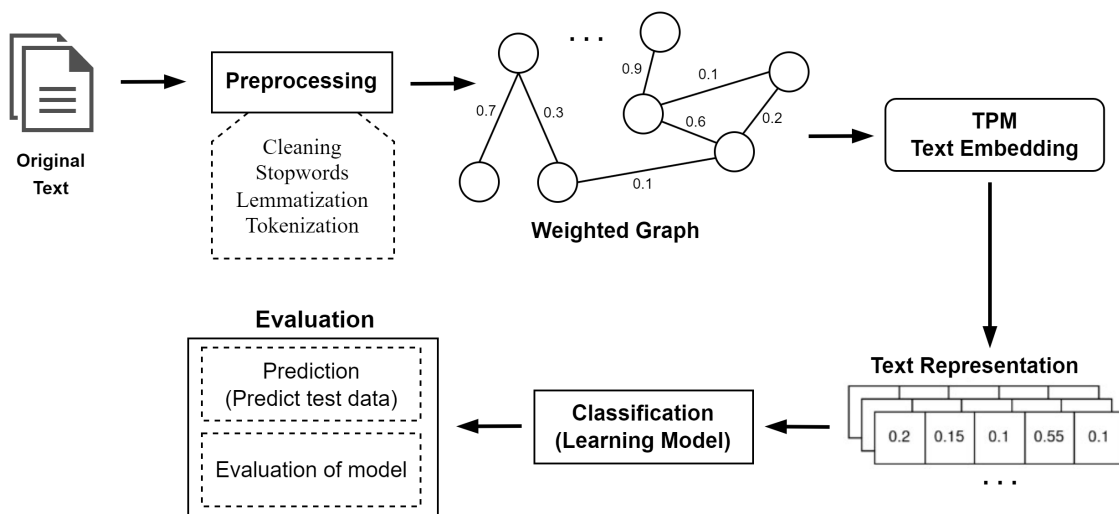 Original
Text
Preprocessing
Cleaning
Stopwords
Lemmatization
Tokenization
. . .
0.7
0.3
0.9
0.1
0.6
0.2
0.1
Weighted Graph
TPM
Text Embedding
Text Representation
0.2 0.15 0.1 0.55 0.1
. . .
Classification
(Learning Model)
Evaluation
Prediction
(Predict test data)
Evaluation of model